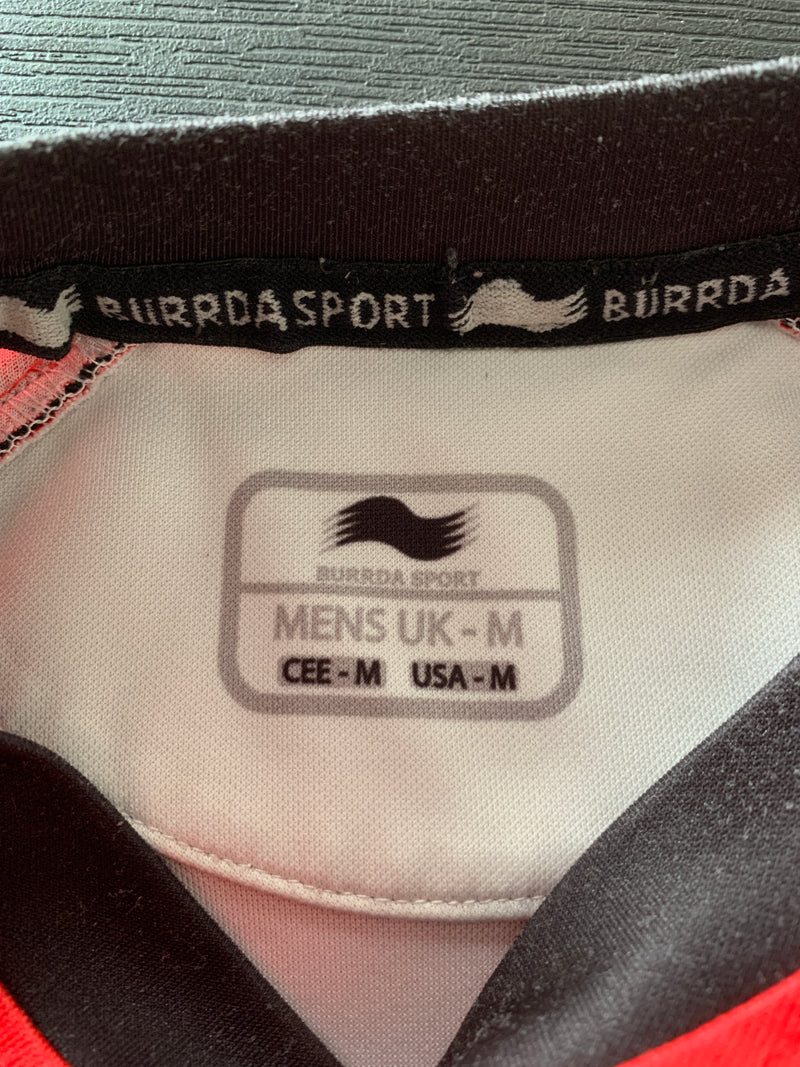 BURRDA SPORT BURRDA
BURRDA SPORT
MENS UK - M
CEE - M USA - M